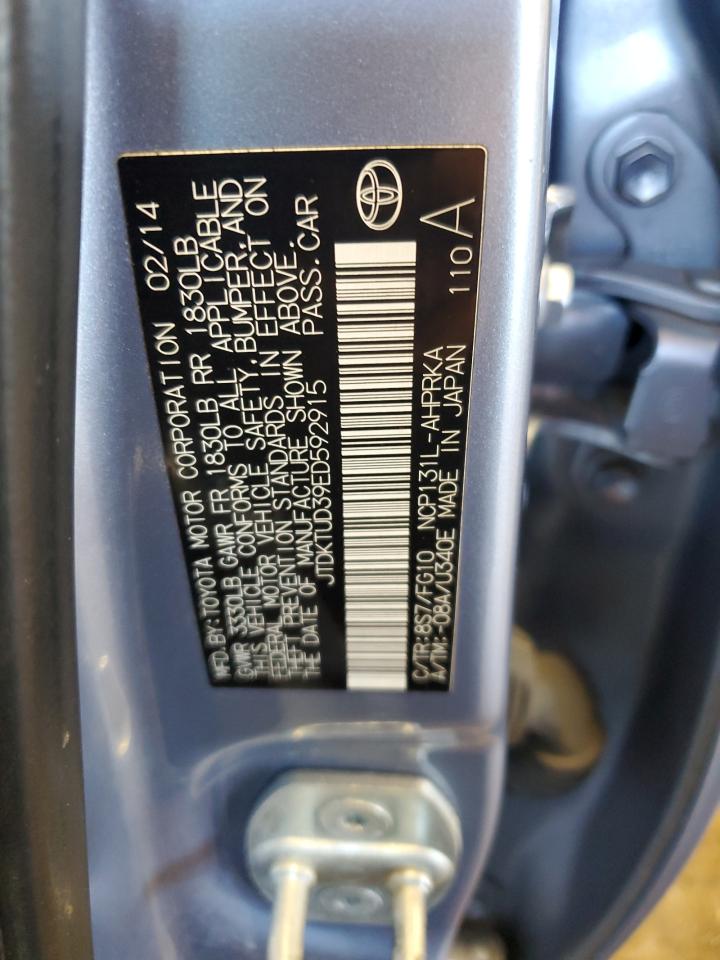 MFD.BY:TOYOTA MOTOR CORPORATION 02/14
GVWR 3330LB GAWR FR 1830LB RR 1830LB
THIS VEHICLE CONFORMS TO ALL APPLICABLE
FEDERAL MOTOR VEHICLE SAFETY, BUMPER, AND
THEFT PREVENTION STANDARDS IN EFFECT ON
THE DATE OF MANUFACTURE SHOWN ABOVE.
JTDKTUD39ED592915 PASS.CAR
110 A
C/TR:8S7/FG10 NCP131L-AHPRKA
A/TM:-08A/U340E MADE IN JAPAN